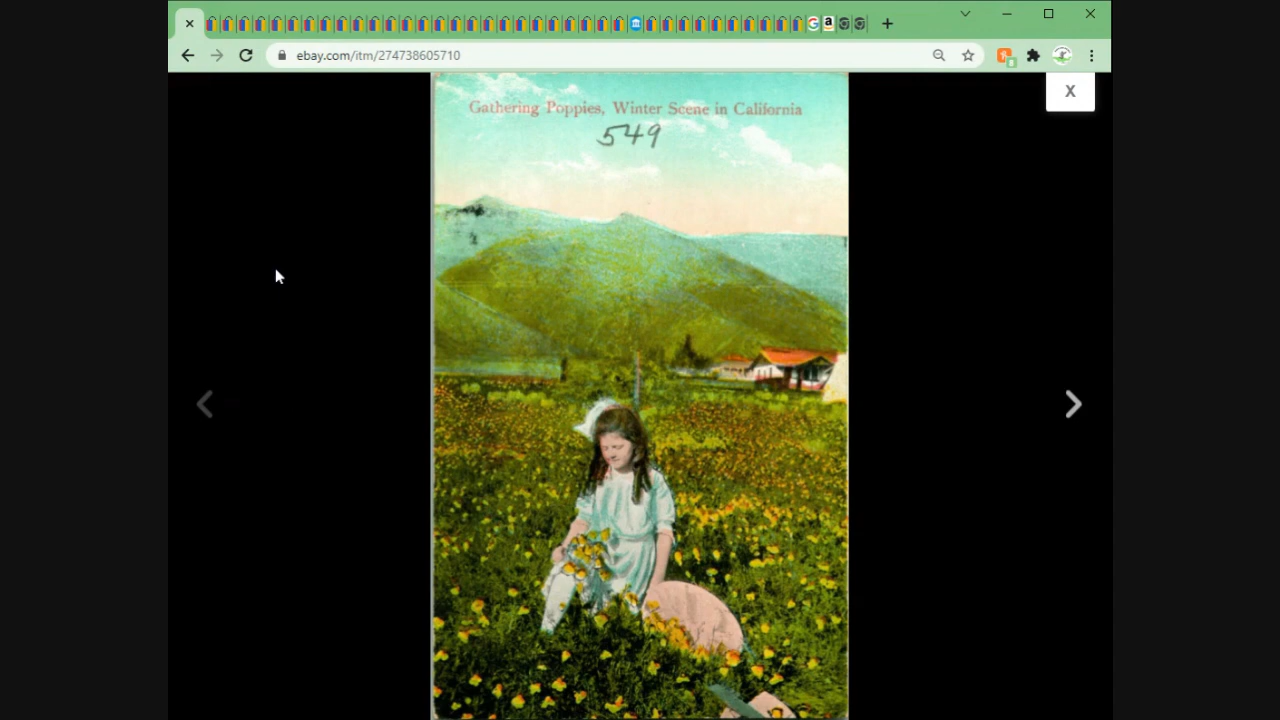 ebay.com/itm/274738605710
X
Gathering Poppies, Winter Scene in California
549